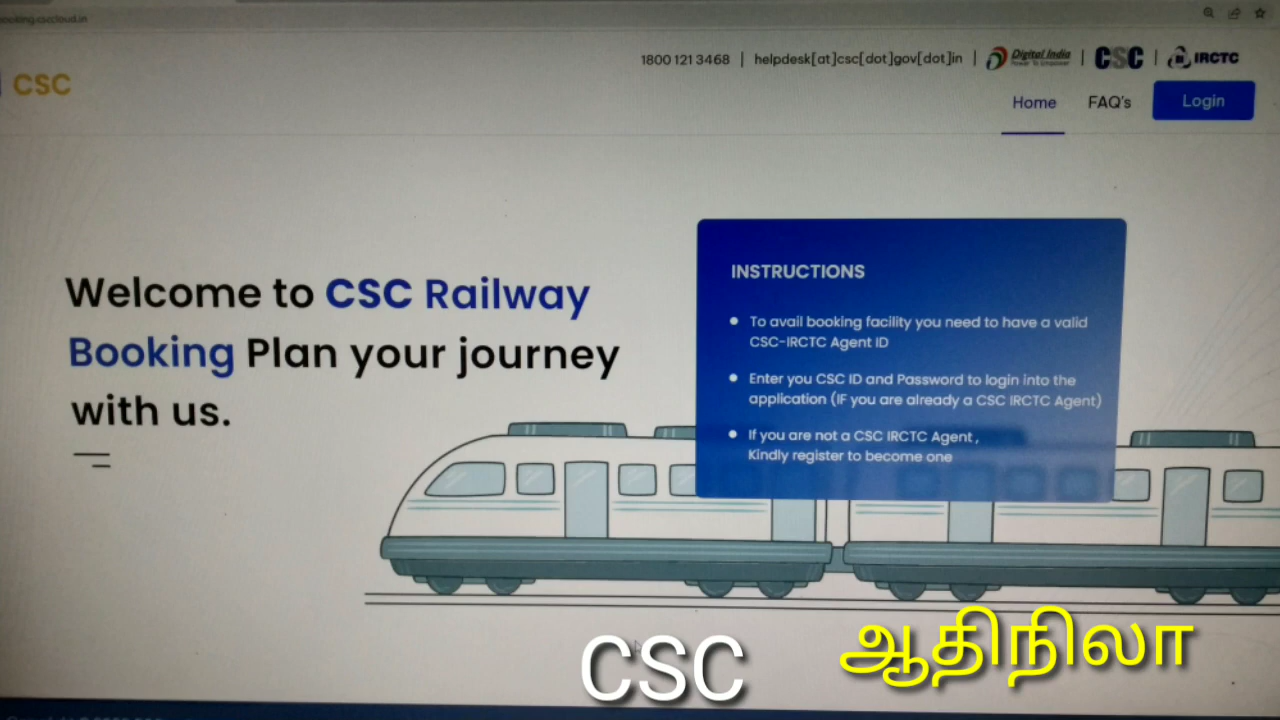 1800 121 3468 | helpdesk[at]csc[dot]gov[dot]in | Digital India Power To Empower | CSC | IRCTC
CSC
Home FAQ's Login
Welcome to CSC Railway
Booking Plan your journey
with us.
INSTRUCTIONS
To avail booking facility you need to have a valid
CSC-IRCTC Agent ID
Enter you CSC ID and Password to login into the
application (IF you are already a CSC IRCTC Agent)
If you are not a CSC IRCTC Agent ,
Kindly register to become one
CSC ஆதிநிலா